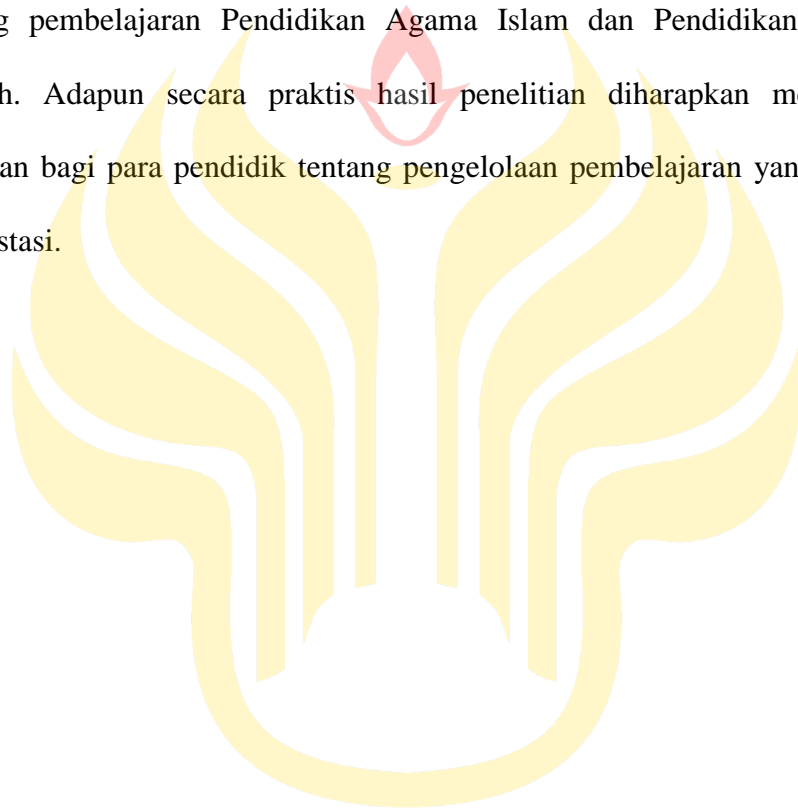 g pembelajaran Pendidikan Agama Islam dan Pendidikan
h. Adapun secara praktis hasil penelitian diharapkan m
an bagi para pendidik tentang pengelolaan pembelajaran yan
stasi.